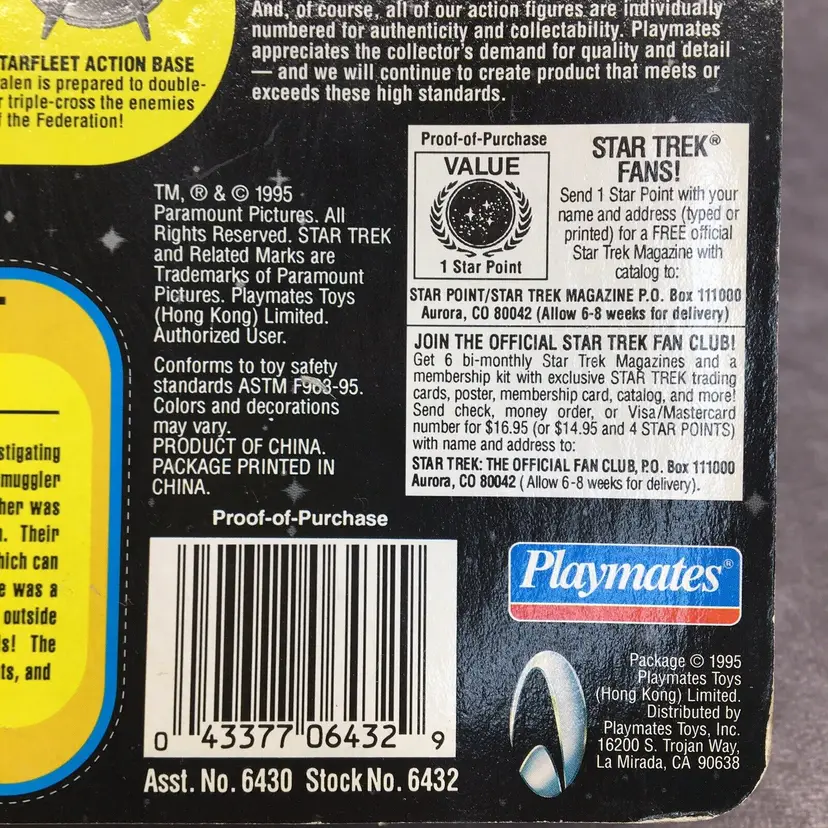 And, of course, all of our action figures are individually
numbered for authenticity and collectability. Playmates
appreciates the collector's demand for quality and detail
— and we will continue to create product that meets or
exceeds these high standards.
TARFLEET ACTION BASE
alen is prepared to double-
r triple-cross the enemies
f the Federation!
TM, ® & © 1995
Paramount Pictures. All
Rights Reserved. STAR TREK
and Related Marks are
Trademarks of Paramount
Pictures. Playmates Toys
(Hong Kong) Limited.
Authorized User.
Conforms to toy safety
standards ASTM F963-95.
Colors and decorations
may vary.
PRODUCT OF CHINA.
PACKAGE PRINTED IN
CHINA.
Proof-of-Purchase
VALUE
1 Star Point
STAR TREK®
FANS!
Send 1 Star Point with your
name and address (typed or
printed) for a FREE official
Star Trek Magazine with
catalog to:
STAR POINT/STAR TREK MAGAZINE P.O. Box 111000
Aurora, CO 80042 (Allow 6-8 weeks for delivery)
JOIN THE OFFICIAL STAR TREK FAN CLUB!
Get 6 bi-monthly Star Trek Magazines and a
membership kit with exclusive STAR TREK trading
cards, poster, membership card, catalog, and more!
Send check, money order, or Visa/Mastercard
number for $16.95 (or $14.95 and 4 STAR POINTS)
with name and address to:
STAR TREK: THE OFFICIAL FAN CLUB, P.O. Box 111000
Aurora, CO 80042 (Allow 6-8 weeks for delivery).
stigating
muggler
her was
. Their
hich can
e was a
outside
s! The
ts, and
Proof-of-Purchase
0 43377 06432 9
Asst. No. 6430 Stock No. 6432
Playmates®
Package © 1995
Playmates Toys
(Hong Kong) Limited.
Distributed by
Playmates Toys, Inc.
16200 S. Trojan Way,
La Mirada, CA 90638